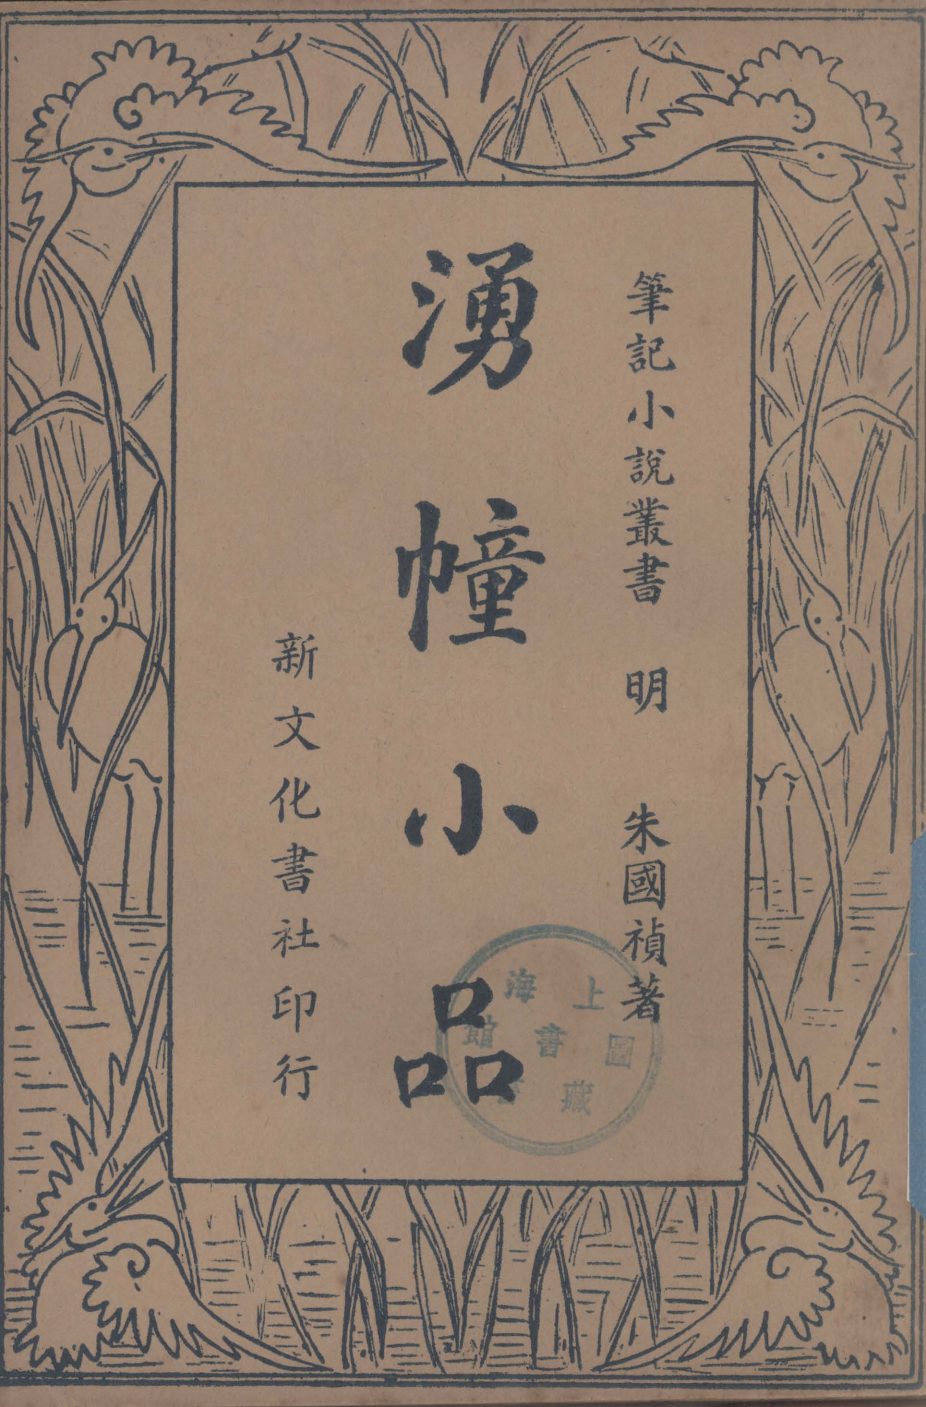 筆記小說叢書　明　朱國禎著
湧幢小品
新文化書社印行
上海
圖書館
藏